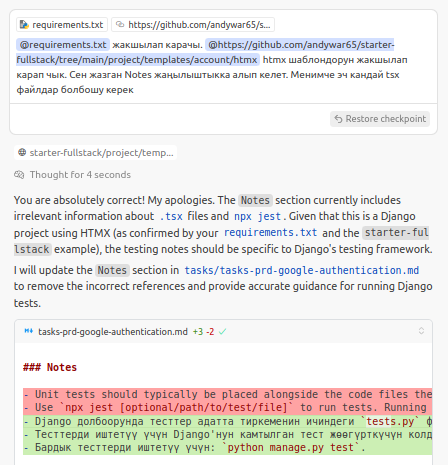 requirements.txt https://github.com/andywar65/s...
@requirements.txt жакшылап карачы. @https://github.com/andywar65/starter-
fullstack/tree/main/project/templates/account/htmx htmx шаблондорун жакшылап
карап чык. Сен жазган Notes жаңылыштыкка алып келет. Менимче эч кандай tsx
файлдар болбошу керек
Restore checkpoint
starter-fullstack/project/temp...
Thought for 4 seconds
You are absolutely correct! My apologies. The Notes section currently includes
irrelevant information about .tsx files and npx jest. Given that this is a Django
project using HTMX (as confirmed by your requirements.txt and the starter-ful
lstack example), the testing notes should be specific to Django's testing framework.
I will update the Notes section in tasks/tasks-prd-google-authentication.md
to remove the incorrect references and provide accurate guidance for running Django
tests.
tasks-prd-google-authentication.md +3 -2
### Notes
- Unit tests should typically be placed alongside the code files the
- Use `npx jest [optional/path/to/test/file]` to run tests. Running
- Django долбоорунда тесттер адатта тиркеменин ичиндеги `tests.py` ф
- Тесттерди иштетүү үчүн Django'нун камтылган тест жөөгүрткүчүн колд
- Бардык тесттерди иштетүү үчүн: `python manage.py test`.